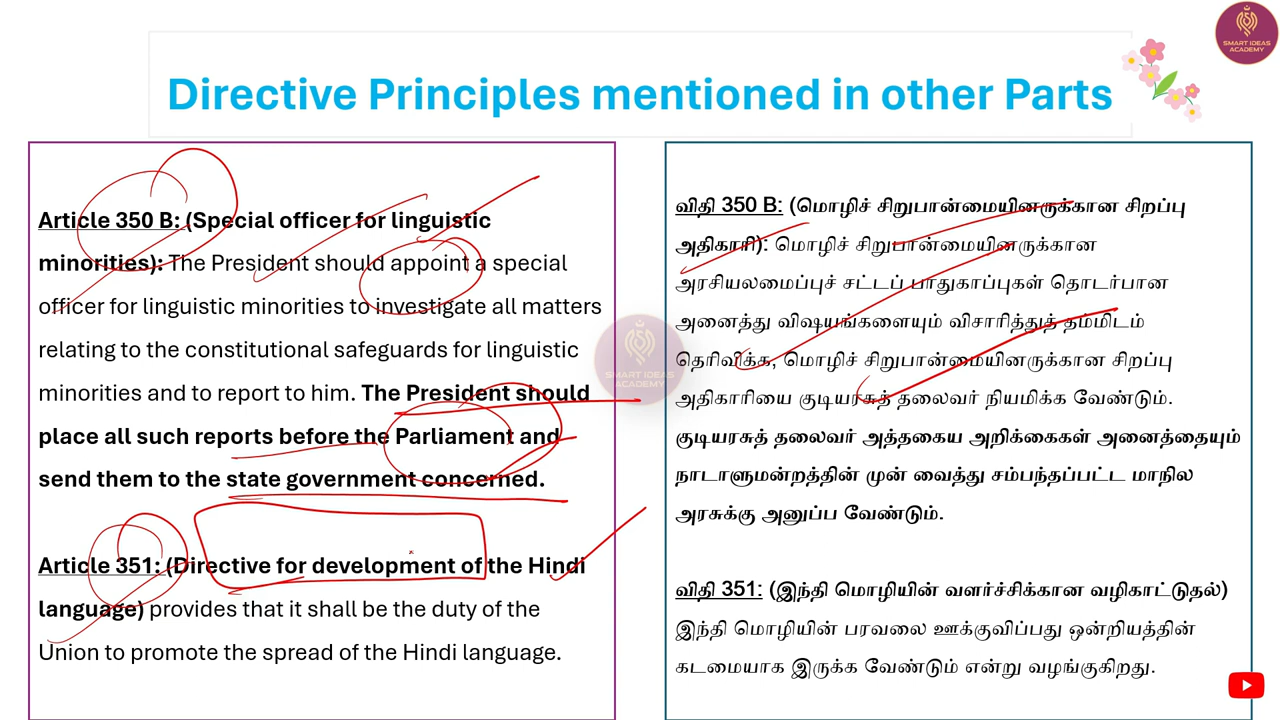 SMART IDEAS
ACADEMY
Directive Principles mentioned in other Parts
Article 350 B: (Special officer for linguistic
minorities): The President should appoint a special
officer for linguistic minorities to investigate all matters
relating to the constitutional safeguards for linguistic
minorities and to report to him. The President should
place all such reports before the Parliament and
send them to the state government concerned.
Article 351: (Directive for development of the Hindi
language) provides that it shall be the duty of the
Union to promote the spread of the Hindi language.
SMART IDEAS
ACADEMY
விதி 350 B: (மொழிச் சிறுபான்மையினருக்கான சிறப்பு
அதிகாரி): மொழிச் சிறுபான்மையினருக்கான
அரசியலமைப்புச் சட்டப் பாதுகாப்புகள் தொடர்பான
அனைத்து விஷயங்களையும் விசாரித்துத் தம்மிடம்
தெரிவிக்க, மொழிச் சிறுபான்மையினருக்கான சிறப்பு
அதிகாரியை குடியரசுத் தலைவர் நியமிக்க வேண்டும்.
குடியரசுத் தலைவர் அத்தகைய அறிக்கைகள் அனைத்தையும்
நாடாளுமன்றத்தின் முன் வைத்து சம்பந்தப்பட்ட மாநில
அரசுக்கு அனுப்ப வேண்டும்.
விதி 351: (இந்தி மொழியின் வளர்ச்சிக்கான வழிகாட்டுதல்)
இந்தி மொழியின் பரவலை ஊக்குவிப்பது ஒன்றியத்தின்
கடமையாக இருக்க வேண்டும் என்று வழங்குகிறது.